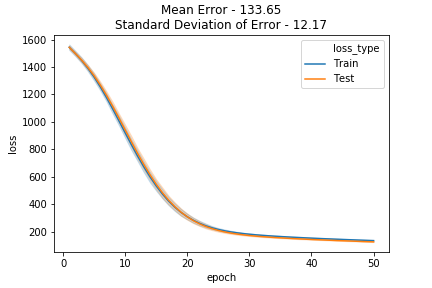 Mean Error - 133.65
Standard Deviation of Error - 12.17
loss_type
Train
Test
1600
1400
1200
1000
800
600
400
200
loss
0
10
20
30
40
50
epoch